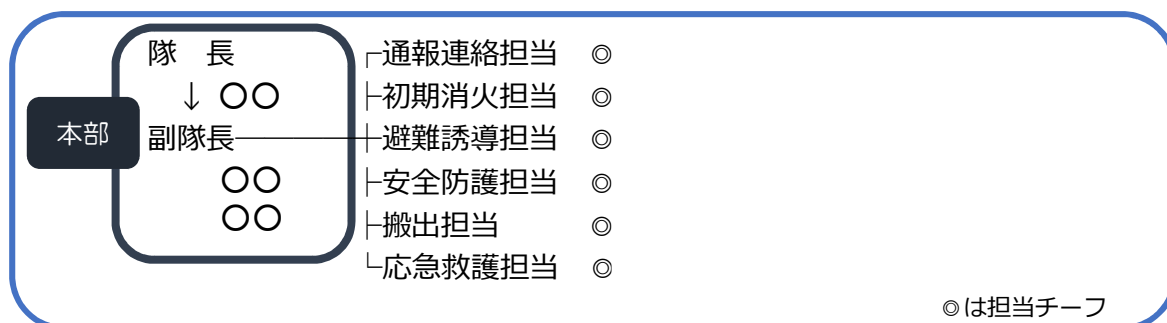 隊　長　　　┌通報連絡担当　◎
↓ 〇〇　　　├初期消火担当　◎
本部　副隊長─────┼避難誘導担当　◎
〇〇　　　├安全防護担当　◎
〇〇　　　├搬出担当　　　◎
└応急救護担当　◎
◎は担当チーフ